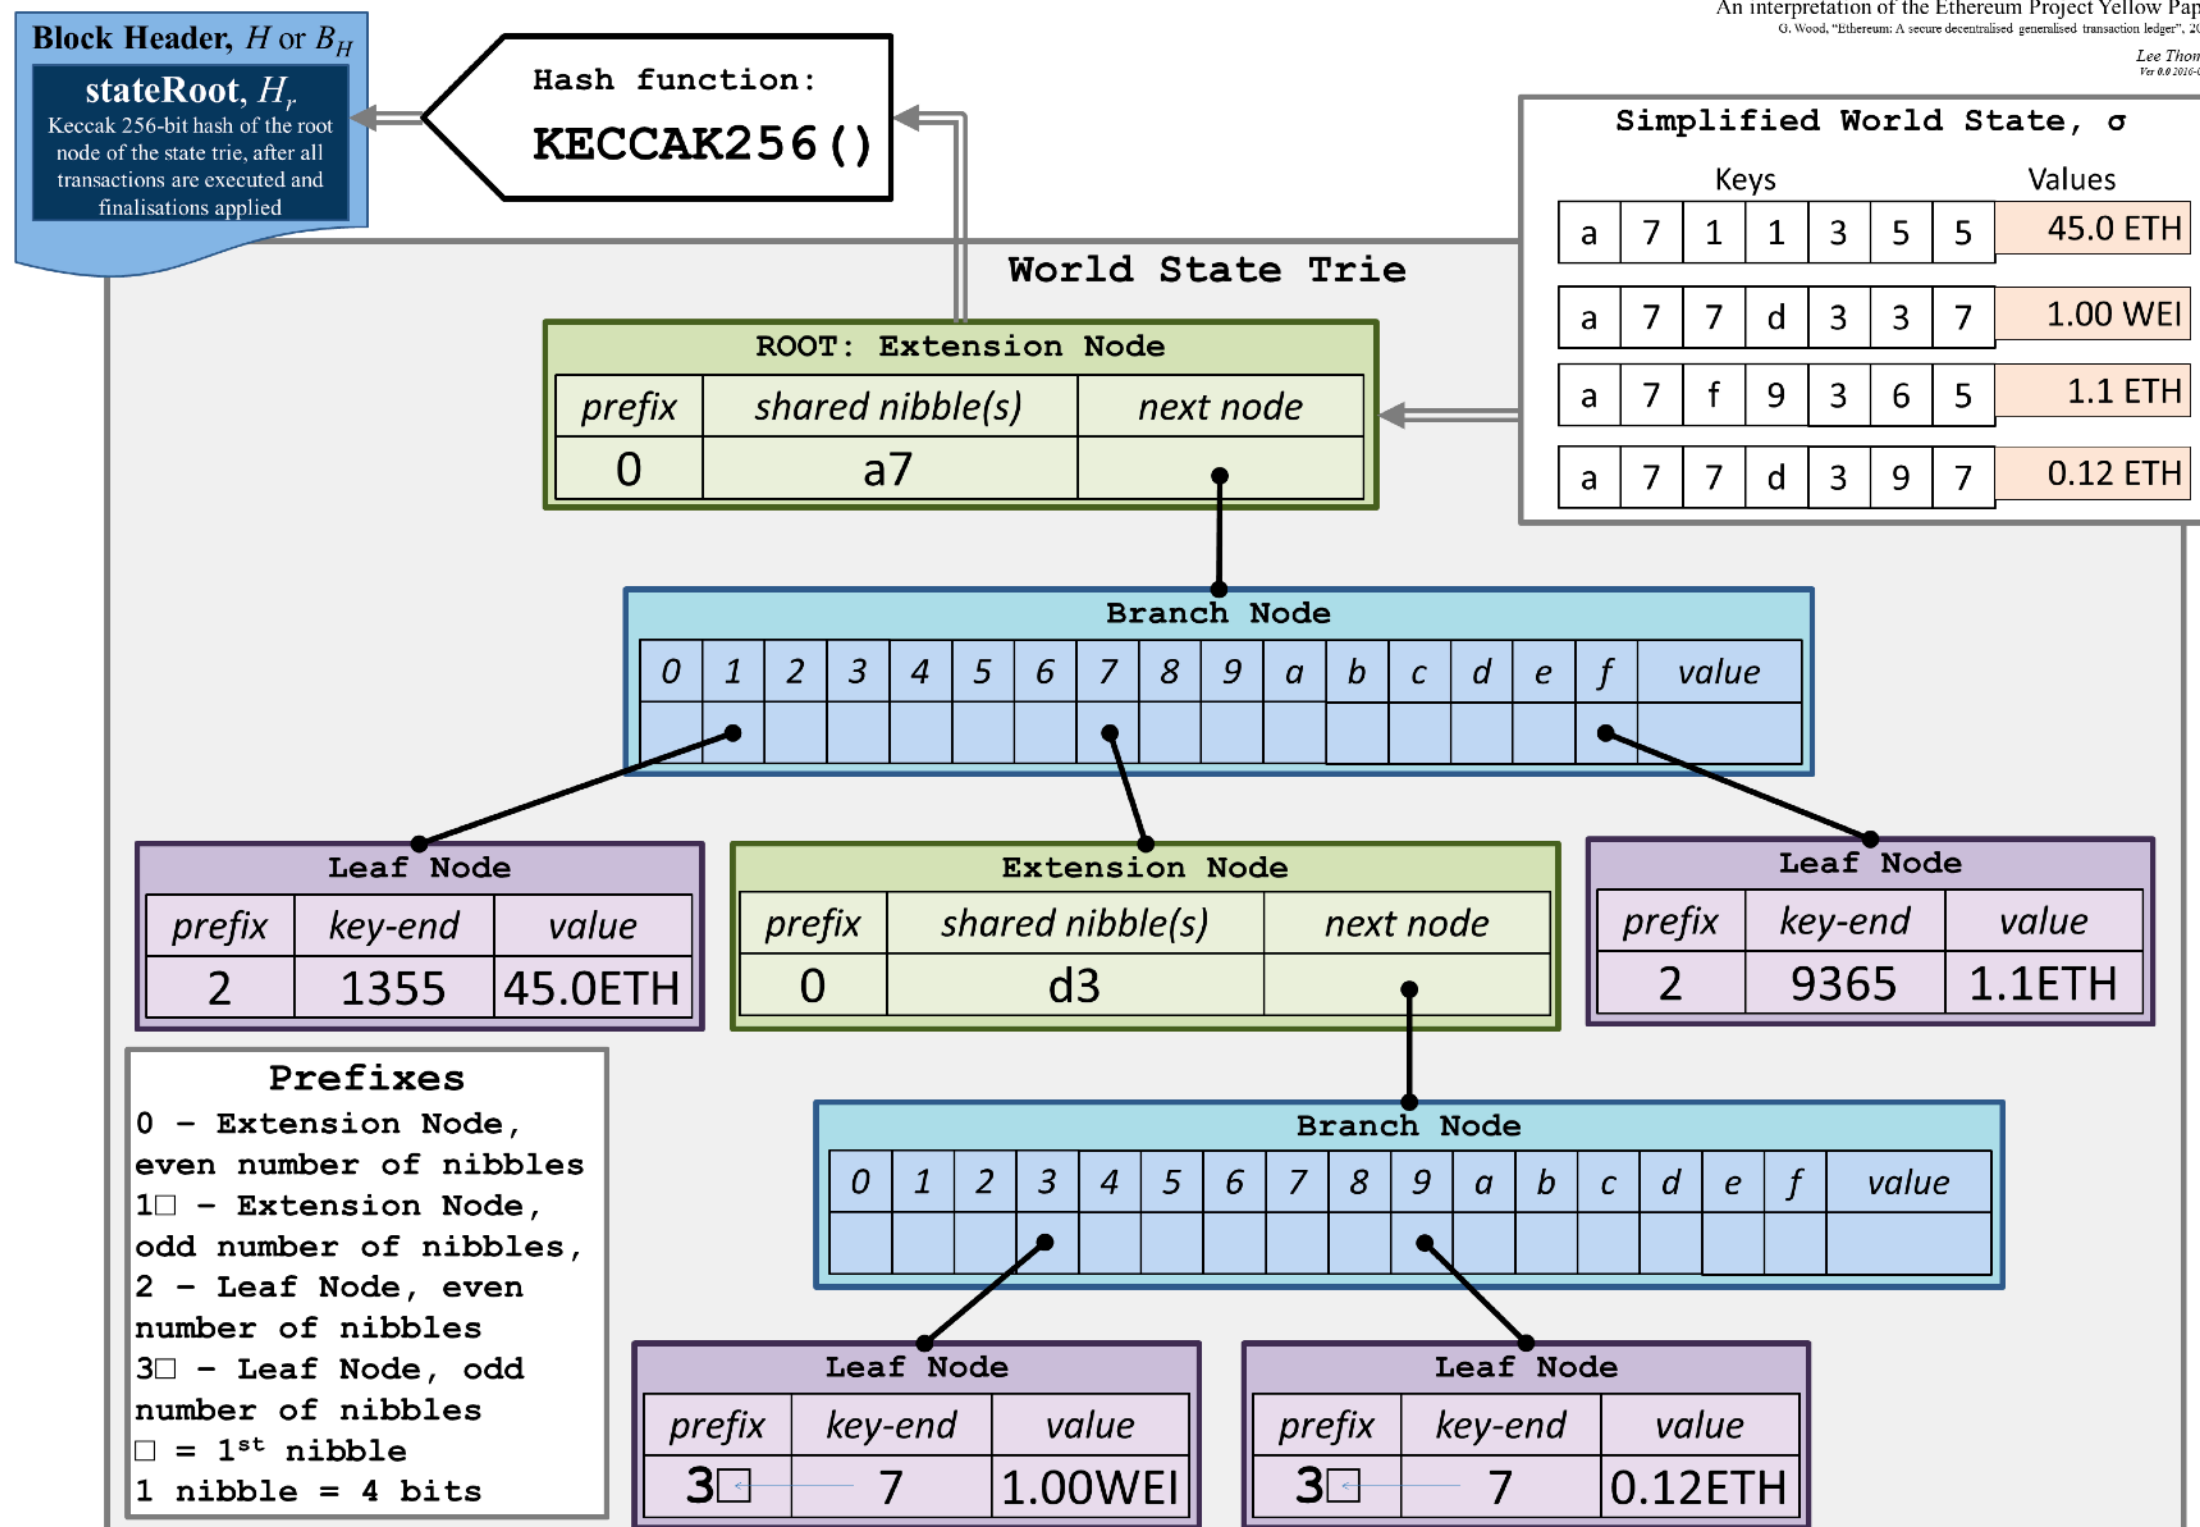 An interpretation of the Ethereum Project Yellow Pap
G. Wood, "Ethereum: A secure decentralised generalised transaction ledger", 20
Lee Thom
Ver 0.0 2016-0
Block Header, H or B_H
stateRoot, H_r
Keccak 256-bit hash of the root
node of the state trie, after all
transactions are executed and
finalisations applied
Hash function:
KECCAK256()
Simplified World State, σ
Keys Values
a 7 1 1 3 5 5 45.0 ETH
a 7 7 d 3 3 7 1.00 WEI
a 7 f 9 3 6 5 1.1 ETH
a 7 7 d 3 9 7 0.12 ETH
World State Trie
ROOT: Extension Node
prefix shared nibble(s) next node
0 a7
Branch Node
0 1 2 3 4 5 6 7 8 9 a b c d e f value
Leaf Node
prefix key-end value
2 1355 45.0ETH
Extension Node
prefix shared nibble(s) next node
0 d3
Leaf Node
prefix key-end value
2 9365 1.1ETH
Prefixes
0 – Extension Node,
even number of nibbles
1□ – Extension Node,
odd number of nibbles,
2 – Leaf Node, even
number of nibbles
3□ – Leaf Node, odd
number of nibbles
□ = 1st nibble
1 nibble = 4 bits
Branch Node
0 1 2 3 4 5 6 7 8 9 a b c d e f value
Leaf Node
prefix key-end value
3□ 7 1.00WEI
Leaf Node
prefix key-end value
3□ 7 0.12ETH